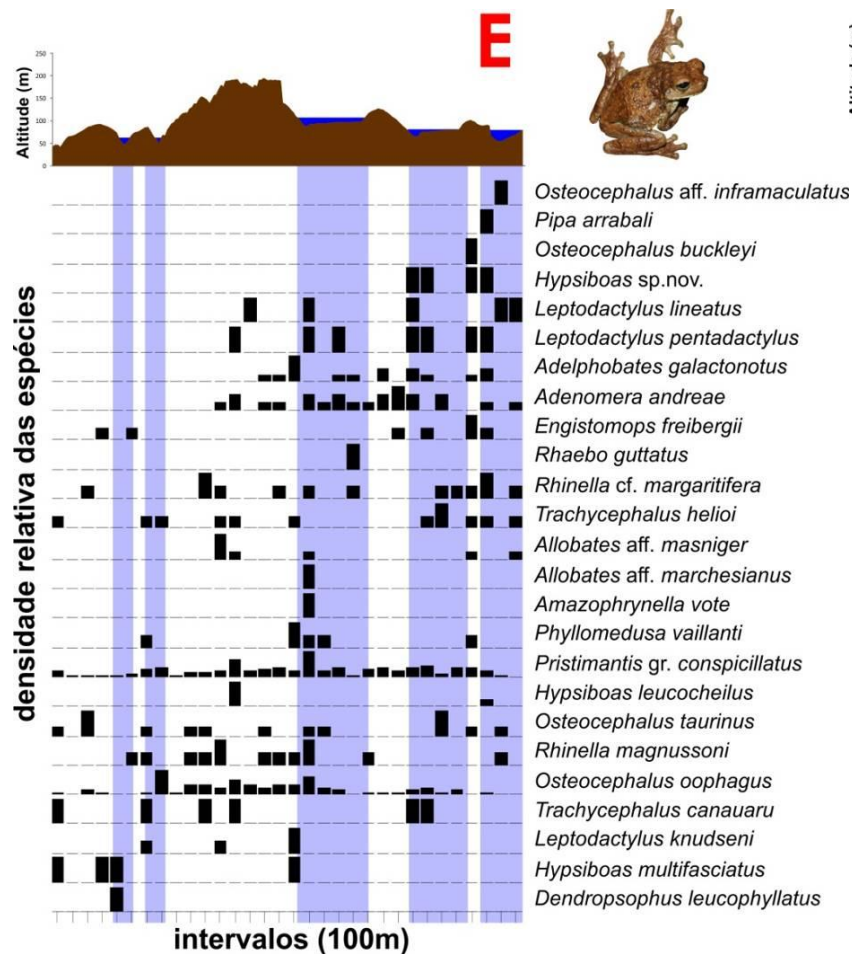 E
Altitude (m)
250
200
150
100
50
0
densidade relativa das espécies
Osteocephalus aff. inframaculatus
Pipa arrabali
Osteocephalus buckleyi
Hypsiboas sp.nov.
Leptodactylus lineatus
Leptodactylus pentadactylus
Adelphobates galactonotus
Adenomera andreae
Engistomops freibergii
Rhaebo guttatus
Rhinella cf. margaritifera
Trachycephalus helioi
Allobates aff. masniger
Allobates aff. marchesianus
Amazophrynella vote
Phyllomedusa vaillanti
Pristimantis gr. conspicillatus
Hypsiboas leucocheilus
Osteocephalus taurinus
Rhinella magnussoni
Osteocephalus oophagus
Trachycephalus canauaru
Leptodactylus knudseni
Hypsiboas multifasciatus
Dendropsophus leucophyllatus
intervalos (100m)